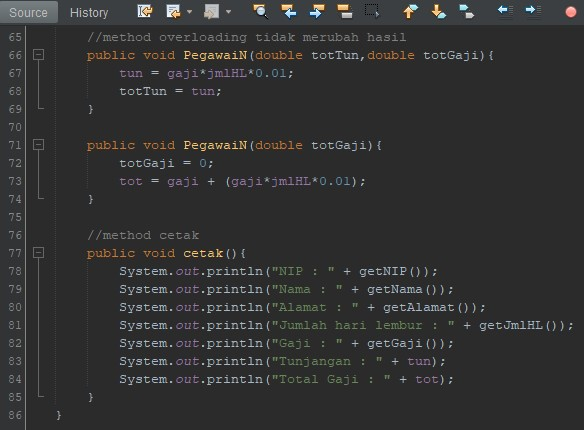 Source History
65 //method overloading tidak merubah hasil
66 public void PegawaiN(double totTun,double totGaji){
67 tun = gaji*jmlHL*0.01;
68 totTun = tun;
69 }
70
71 public void PegawaiN(double totGaji){
72 totGaji = 0;
73 tot = gaji + (gaji*jmlHL*0.01);
74 }
75
76 //method cetak
77 public void cetak(){
78 System.out.println("NIP : " + getNIP());
79 System.out.println("Nama : " + getNama());
80 System.out.println("Alamat : " + getAlamat());
81 System.out.println("Jumlah hari lembur : " + getJmlHL());
82 System.out.println("Gaji : " + getGaji());
83 System.out.println("Tunjangan : " + tun);
84 System.out.println("Total Gaji : " + tot);
85 }
86 }